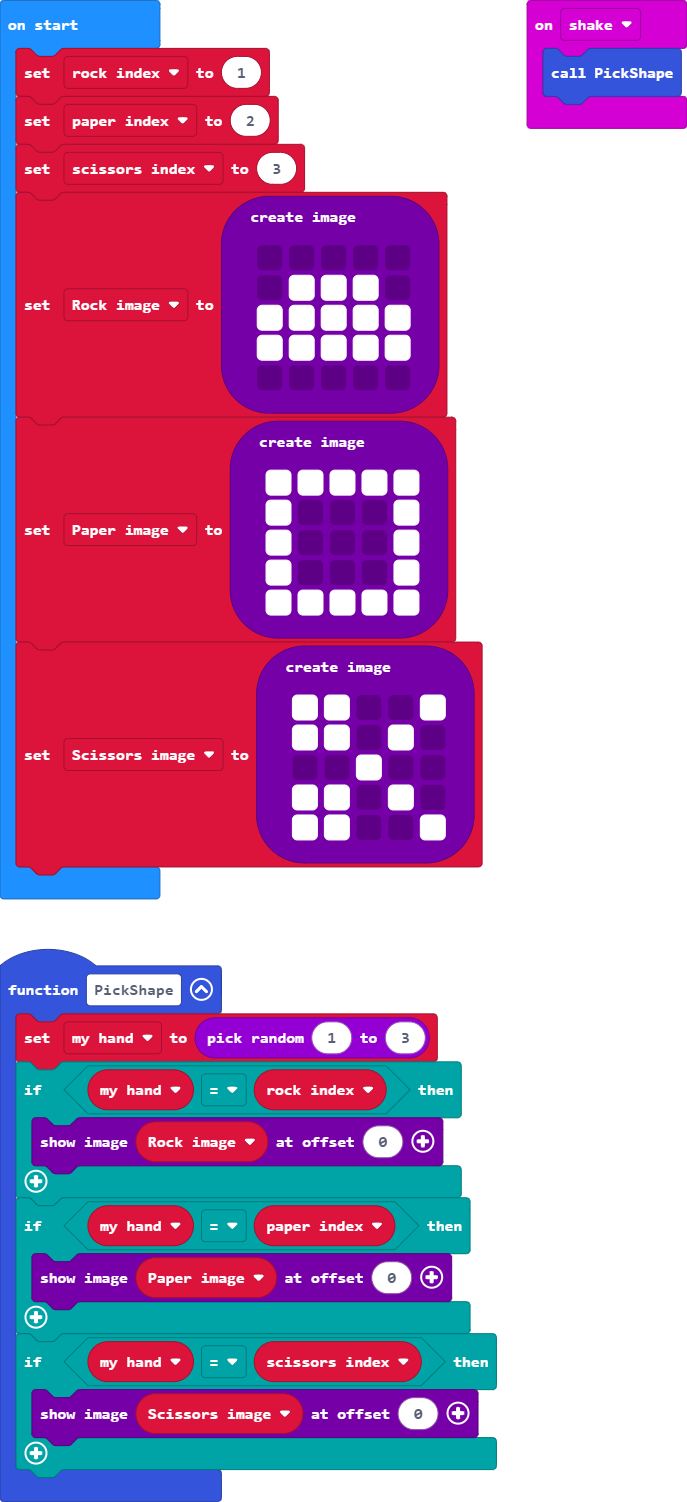 on start
set rock index to 1
set paper index to 2
set scissors index to 3
set Rock image to create image
set Paper image to create image
set Scissors image to create image
on shake
call PickShape
function PickShape
set my hand to pick random 1 to 3
if my hand = rock index then
show image Rock image at offset 0
if my hand = paper index then
show image Paper image at offset 0
if my hand = scissors index then
show image Scissors image at offset 0